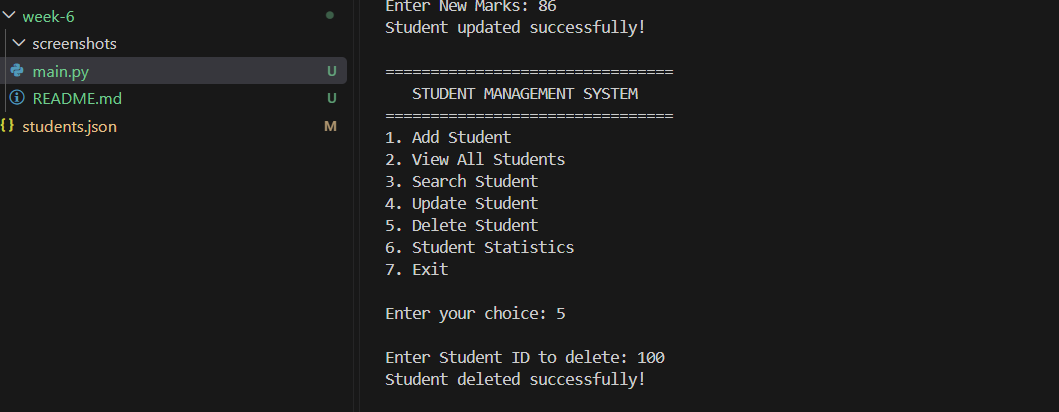 week-6
screenshots
main.py U
README.md U
{} students.json M
Enter New Marks: 86
Student updated successfully!
================================
STUDENT MANAGEMENT SYSTEM
================================
1. Add Student
2. View All Students
3. Search Student
4. Update Student
5. Delete Student
6. Student Statistics
7. Exit
Enter your choice: 5
Enter Student ID to delete: 100
Student deleted successfully!